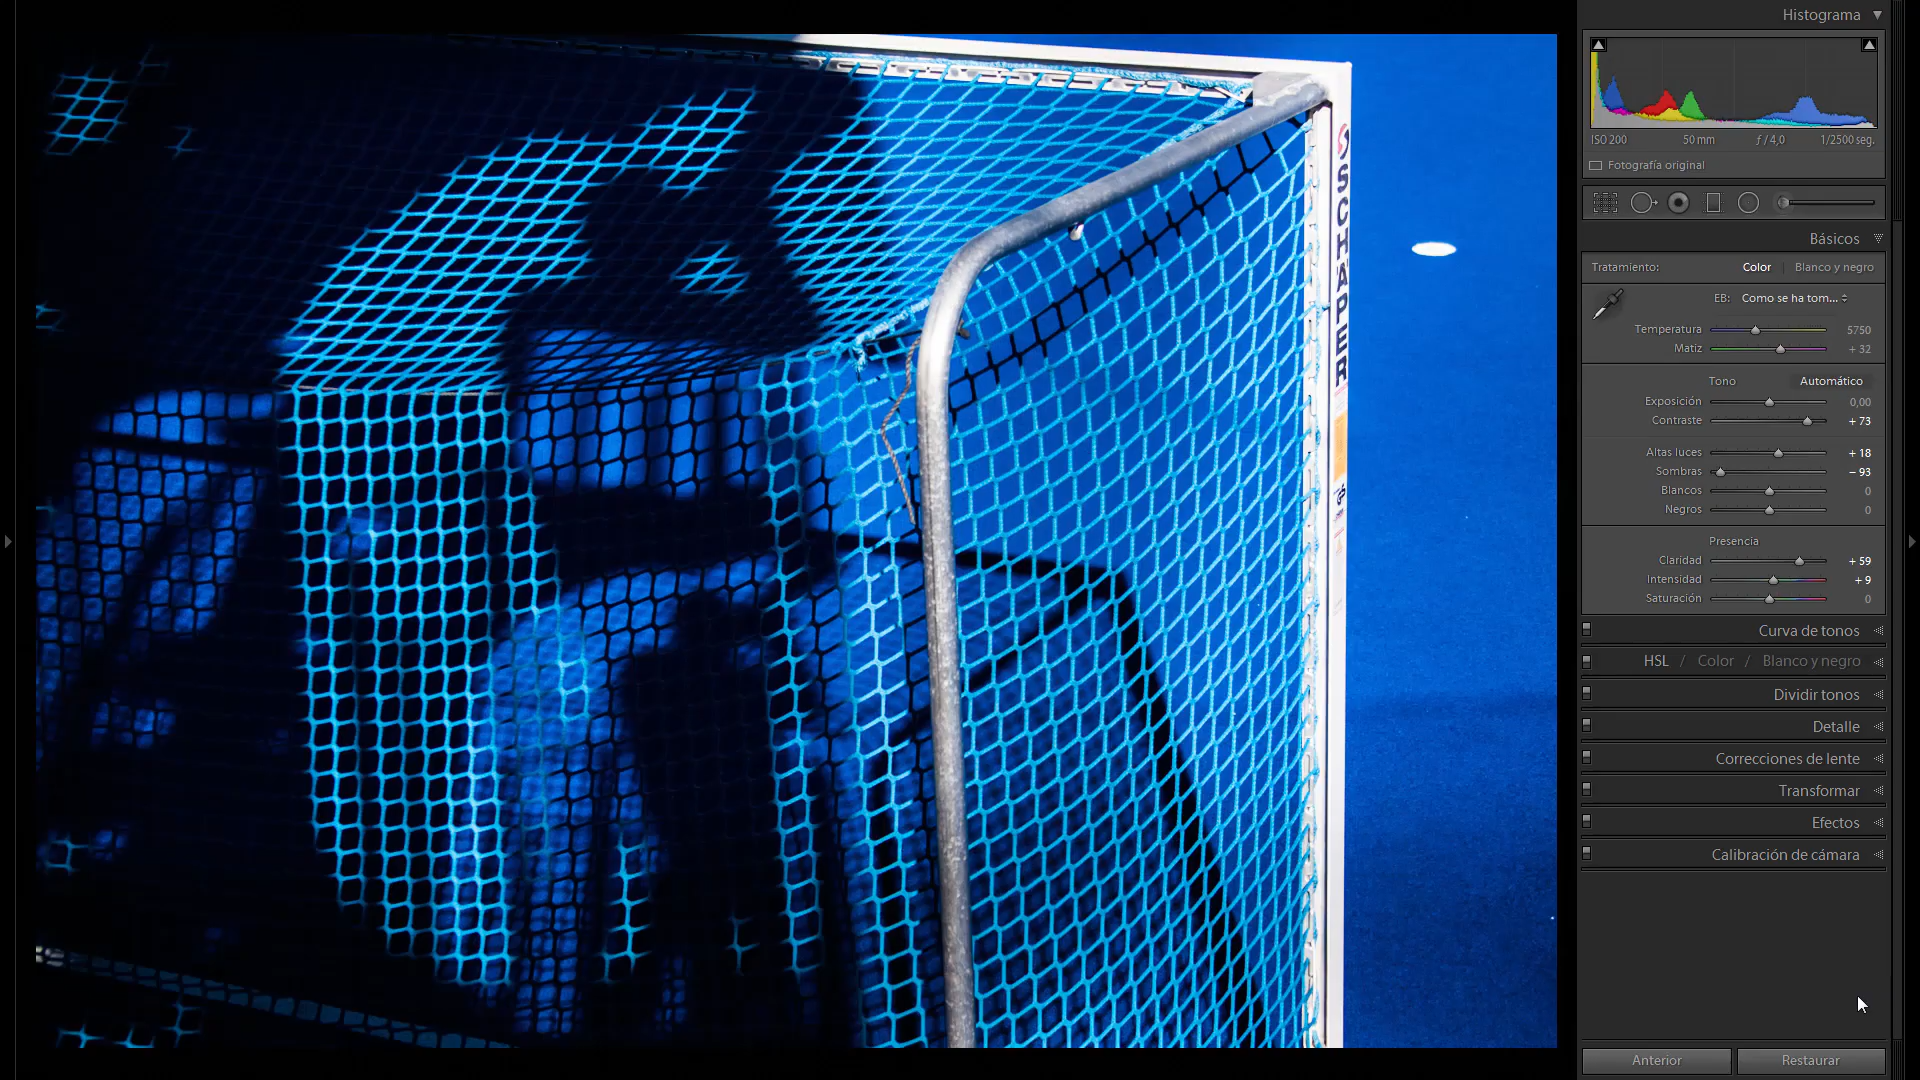 Histograma
ISO 200 50 mm ƒ / 4,0 1/2500 seg.
Fotografía original
Básicos
Tratamiento: Color Blanco y negro
EB: Como se ha tom...
Temperatura 5750
Matiz + 32
Tono Automático
Exposición 0,00
Contraste + 73
Altas luces + 18
Sombras − 93
Blancos 0
Negros 0
Presencia
Claridad + 59
Intensidad + 9
Saturación 0
Curva de tonos
HSL / Color / Blanco y negro
Dividir tonos
Detalle
Correcciones de lente
Transformar
Efectos
Calibración de cámara
Anterior Restaurar
SCHÄPER